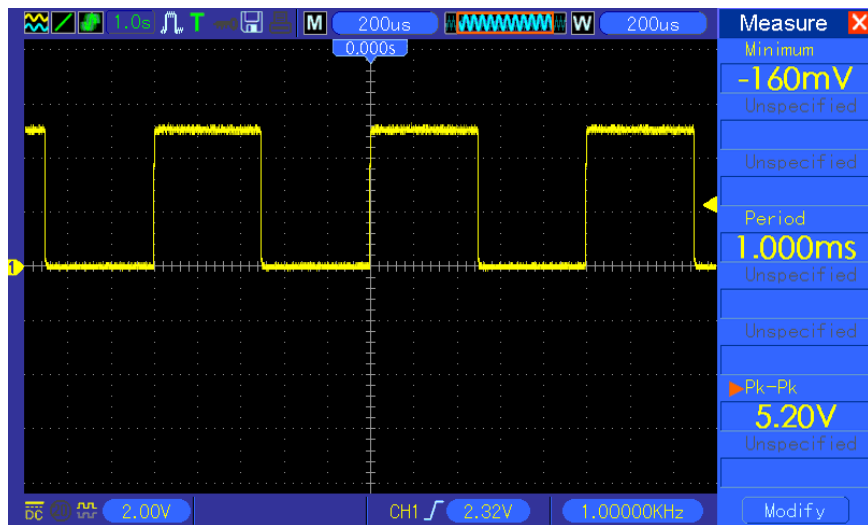 1.0s T M 200us W 200us Measure X
0.000s
Minimum
-160mV
Unspecified
Unspecified
Period
1.000ms
1
Unspecified
Unspecified
Pk-Pk
5.20V
Unspecified
DC 2.00V CH1 2.32V 1.00000KHz Modify